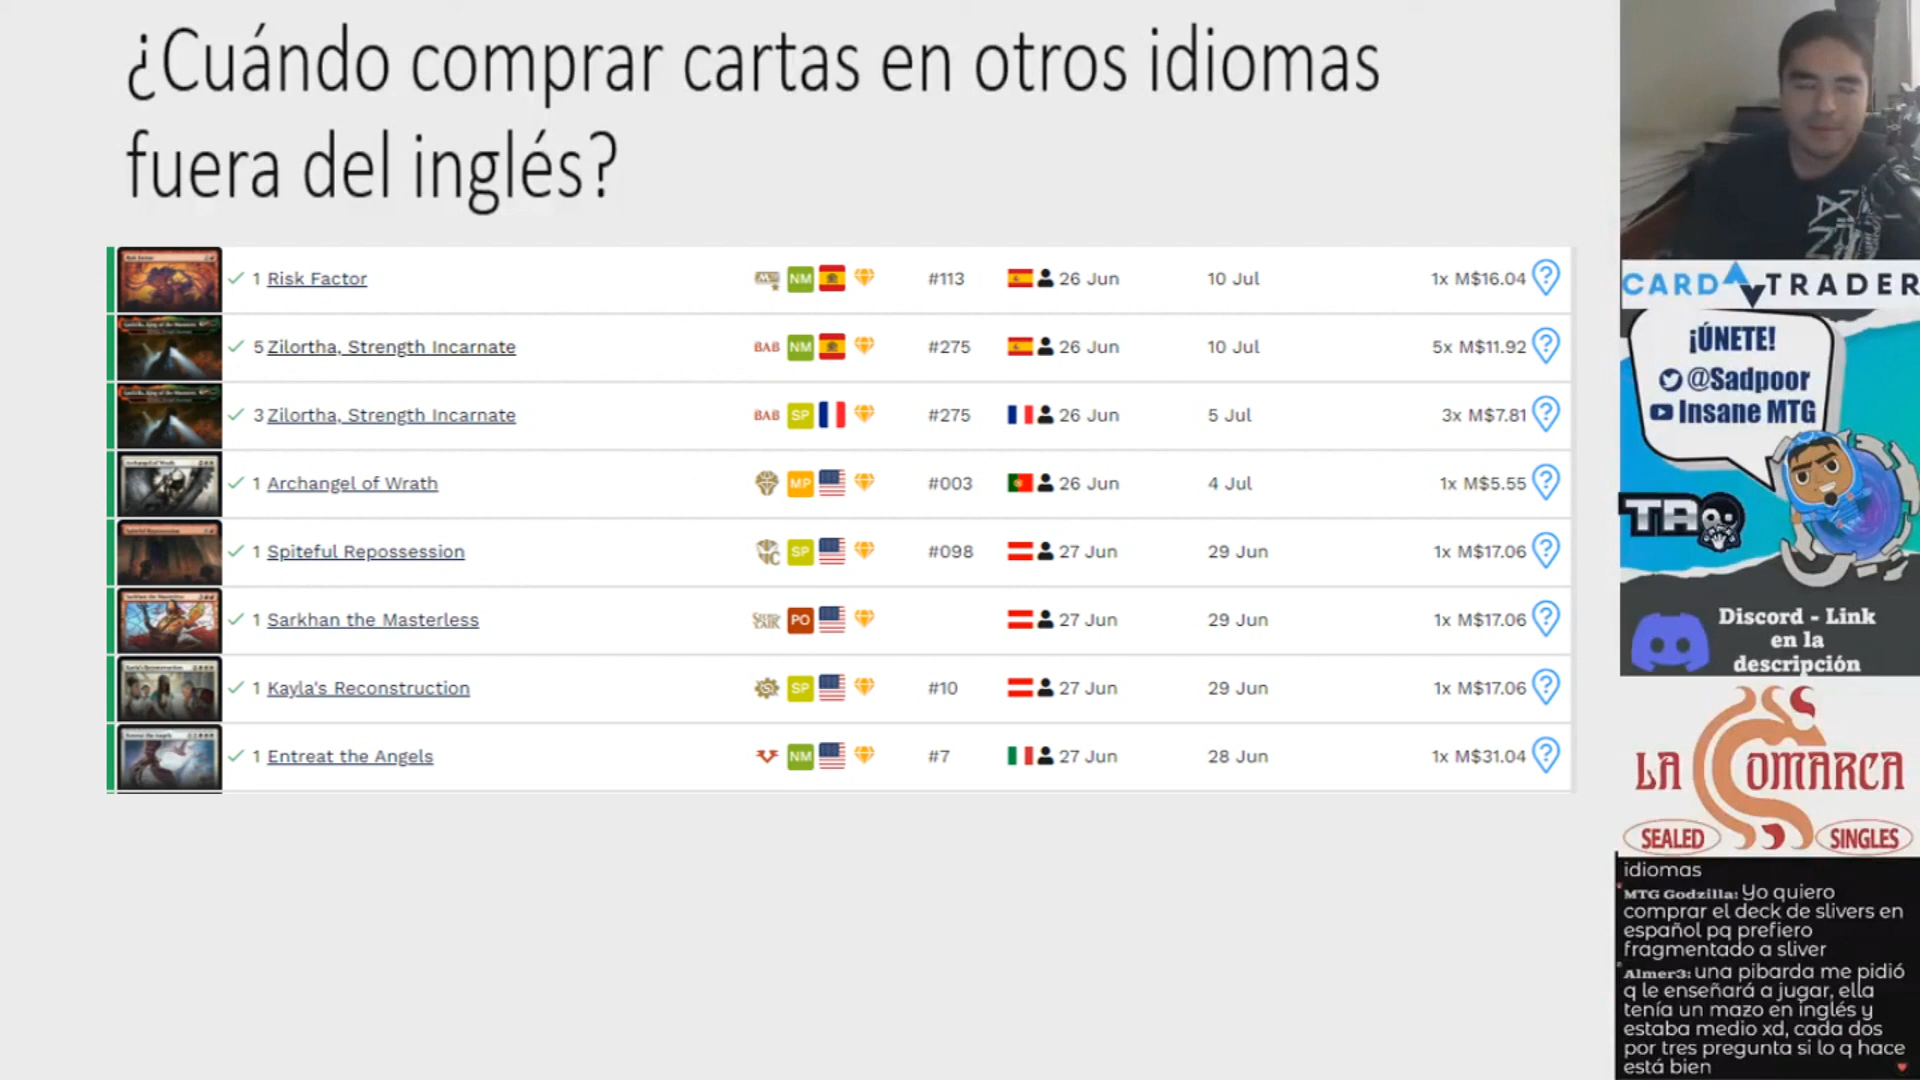 ¿Cuándo comprar cartas en otros idiomas
fuera del inglés?
1 Risk Factor NM #113 26 Jun 10 Jul 1x M$16.04
5 Zilortha, Strength Incarnate BAB NM #275 26 Jun 10 Jul 5x M$11.92
3 Zilortha, Strength Incarnate BAB SP #275 26 Jun 5 Jul 3x M$7.81
1 Archangel of Wrath MP #003 26 Jun 4 Jul 1x M$5.55
1 Spiteful Repossession SP #098 27 Jun 29 Jun 1x M$17.06
1 Sarkhan the Masterless PO 27 Jun 29 Jun 1x M$17.06
1 Kayla's Reconstruction SP #10 27 Jun 29 Jun 1x M$17.06
1 Entreat the Angels NM #7 27 Jun 28 Jun 1x M$31.04
CARD TRADER
¡ÚNETE!
@Sadpoor
Insane MTG
Discord - Link
en la
descripción
LA COMARCA
SEALED SINGLES
idiomas
MTG Godzilla: Yo quiero
comprar el deck de slivers en
español pq prefiero
fragmentado a sliver
Almer3: una pibarda me pidió
q le enseñará a jugar, ella
tenía un mazo en inglés y
estaba medio xd, cada dos
por tres pregunta si lo q hace
está bien